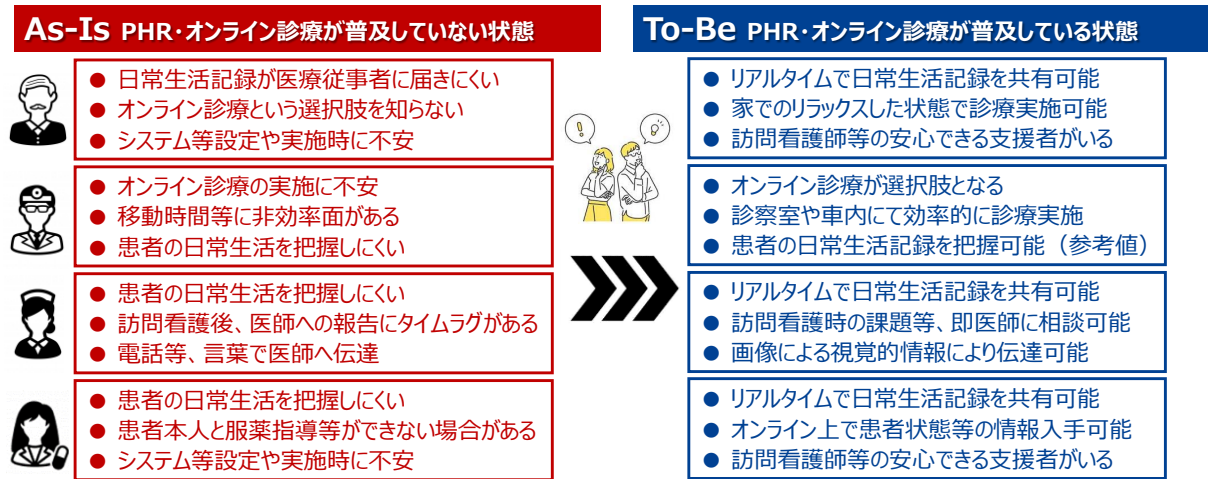 As-Is PHR・オンライン診療が普及していない状態
● 日常生活記録が医療従事者に届きにくい
● オンライン診療という選択肢を知らない
● システム等設定や実施時に不安
● オンライン診療の実施に不安
● 移動時間等に非効率面がある
● 患者の日常生活を把握しにくい
● 患者の日常生活を把握しにくい
● 訪問看護後、医師への報告にタイムラグがある
● 電話等、言葉で医師へ伝達
● 患者の日常生活を把握しにくい
● 患者本人と服薬指導等ができない場合がある
● システム等設定や実施時に不安
!
To-Be PHR・オンライン診療が普及している状態
● リアルタイムで日常生活記録を共有可能
● 家でのリラックスした状態で診療実施可能
● 訪問看護師等の安心できる支援者がいる
● オンライン診療が選択肢となる
● 診察室や車内にて効率的に診療実施
● 患者の日常生活記録を把握可能（参考値）
● リアルタイムで日常生活記録を共有可能
● 訪問看護時の課題等、即医師に相談可能
● 画像による視覚的情報により伝達可能
● リアルタイムで日常生活記録を共有可能
● オンライン上で患者状態等の情報入手可能
● 訪問看護師等の安心できる支援者がいる